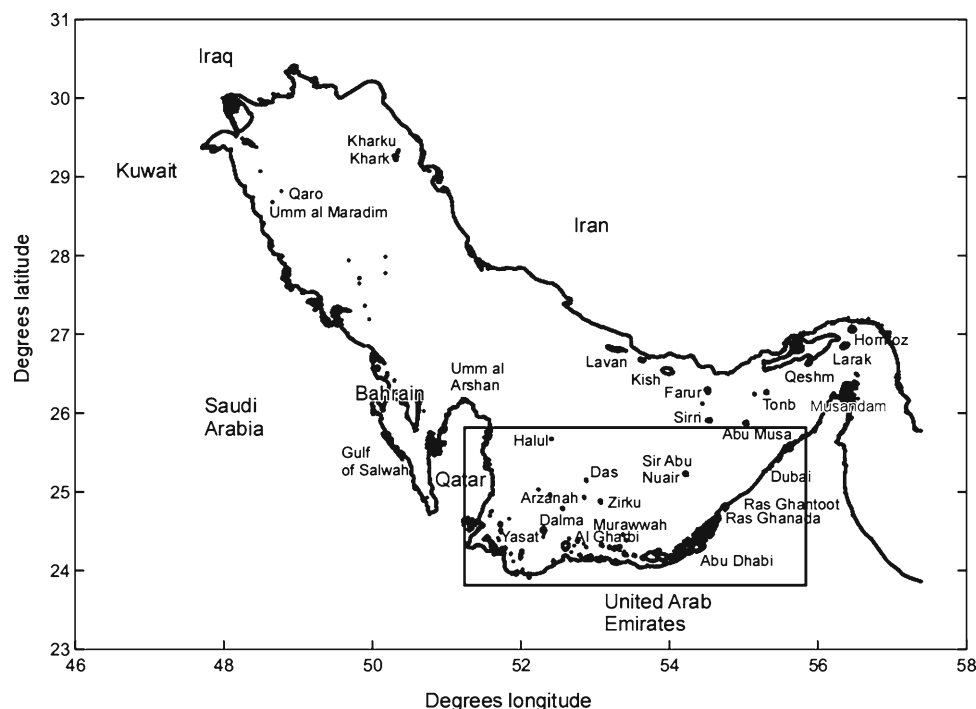 31
30
29
28
27
26
25
24
23
46
48
50
52
54
56
58
Degrees latitude
Degrees longitude
Iraq
Kuwait
Kharku
Khark
Qaro
Umm al Maradim
Iran
Lavan
Kish
Farur
Sirri
Tonb
Abu Musa
Qeshm
Larak
Hormoz
Musandam
Umm al
Arshan
Bahrain
Saudi
Arabia
Gulf
of Salwah
Qatar
Halul
Das
Sir Abu
Nuair
Dubai
Arzanah
Zirku
Ras Ghantoot
Ras Ghanada
Dalma
Murawwah
Yasat
Al Gharbi
Abu Dhabi
United Arab
Emirates